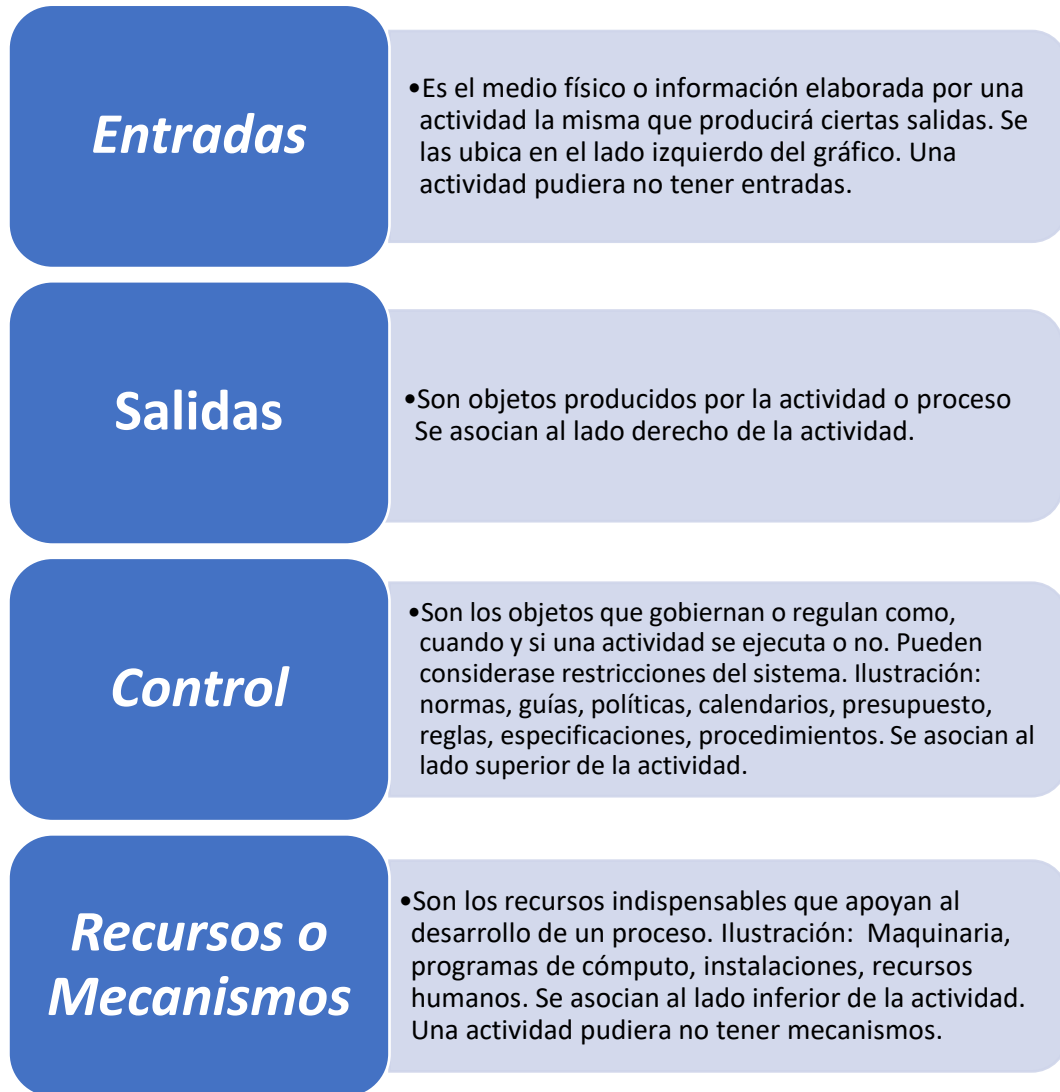 Entradas
•Es el medio físico o información elaborada por una
actividad la misma que producirá ciertas salidas. Se
las ubica en el lado izquierdo del gráfico. Una
actividad pudiera no tener entradas.
Salidas
•Son objetos producidos por la actividad o proceso
Se asocian al lado derecho de la actividad.
Control
•Son los objetos que gobiernan o regulan como,
cuando y si una actividad se ejecuta o no. Pueden
considerase restricciones del sistema. Ilustración:
normas, guías, políticas, calendarios, presupuesto,
reglas, especificaciones, procedimientos. Se asocian al
lado superior de la actividad.
Recursos o
Mecanismos
•Son los recursos indispensables que apoyan al
desarrollo de un proceso. Ilustración: Maquinaria,
programas de cómputo, instalaciones, recursos
humanos. Se asocian al lado inferior de la actividad.
Una actividad pudiera no tener mecanismos.